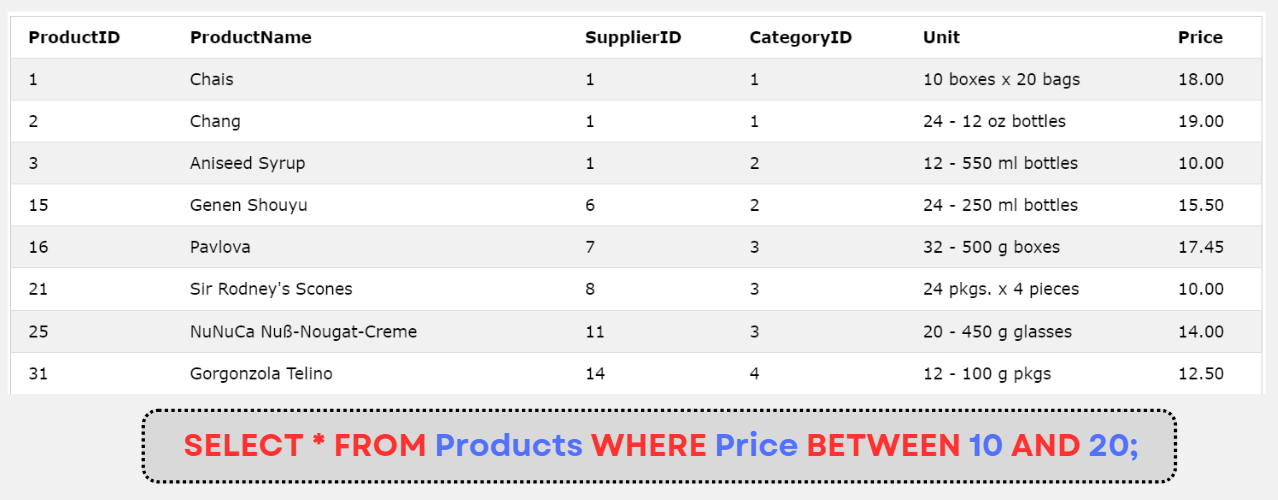 ProductID ProductName SupplierID CategoryID Unit Price
1 Chais 1 1 10 boxes x 20 bags 18.00
2 Chang 1 1 24 - 12 oz bottles 19.00
3 Aniseed Syrup 1 2 12 - 550 ml bottles 10.00
15 Genen Shouyu 6 2 24 - 250 ml bottles 15.50
16 Pavlova 7 3 32 - 500 g boxes 17.45
21 Sir Rodney's Scones 8 3 24 pkgs. x 4 pieces 10.00
25 NuNuCa Nuß-Nougat-Creme 11 3 20 - 450 g glasses 14.00
31 Gorgonzola Telino 14 4 12 - 100 g pkgs 12.50
SELECT * FROM Products WHERE Price BETWEEN 10 AND 20;